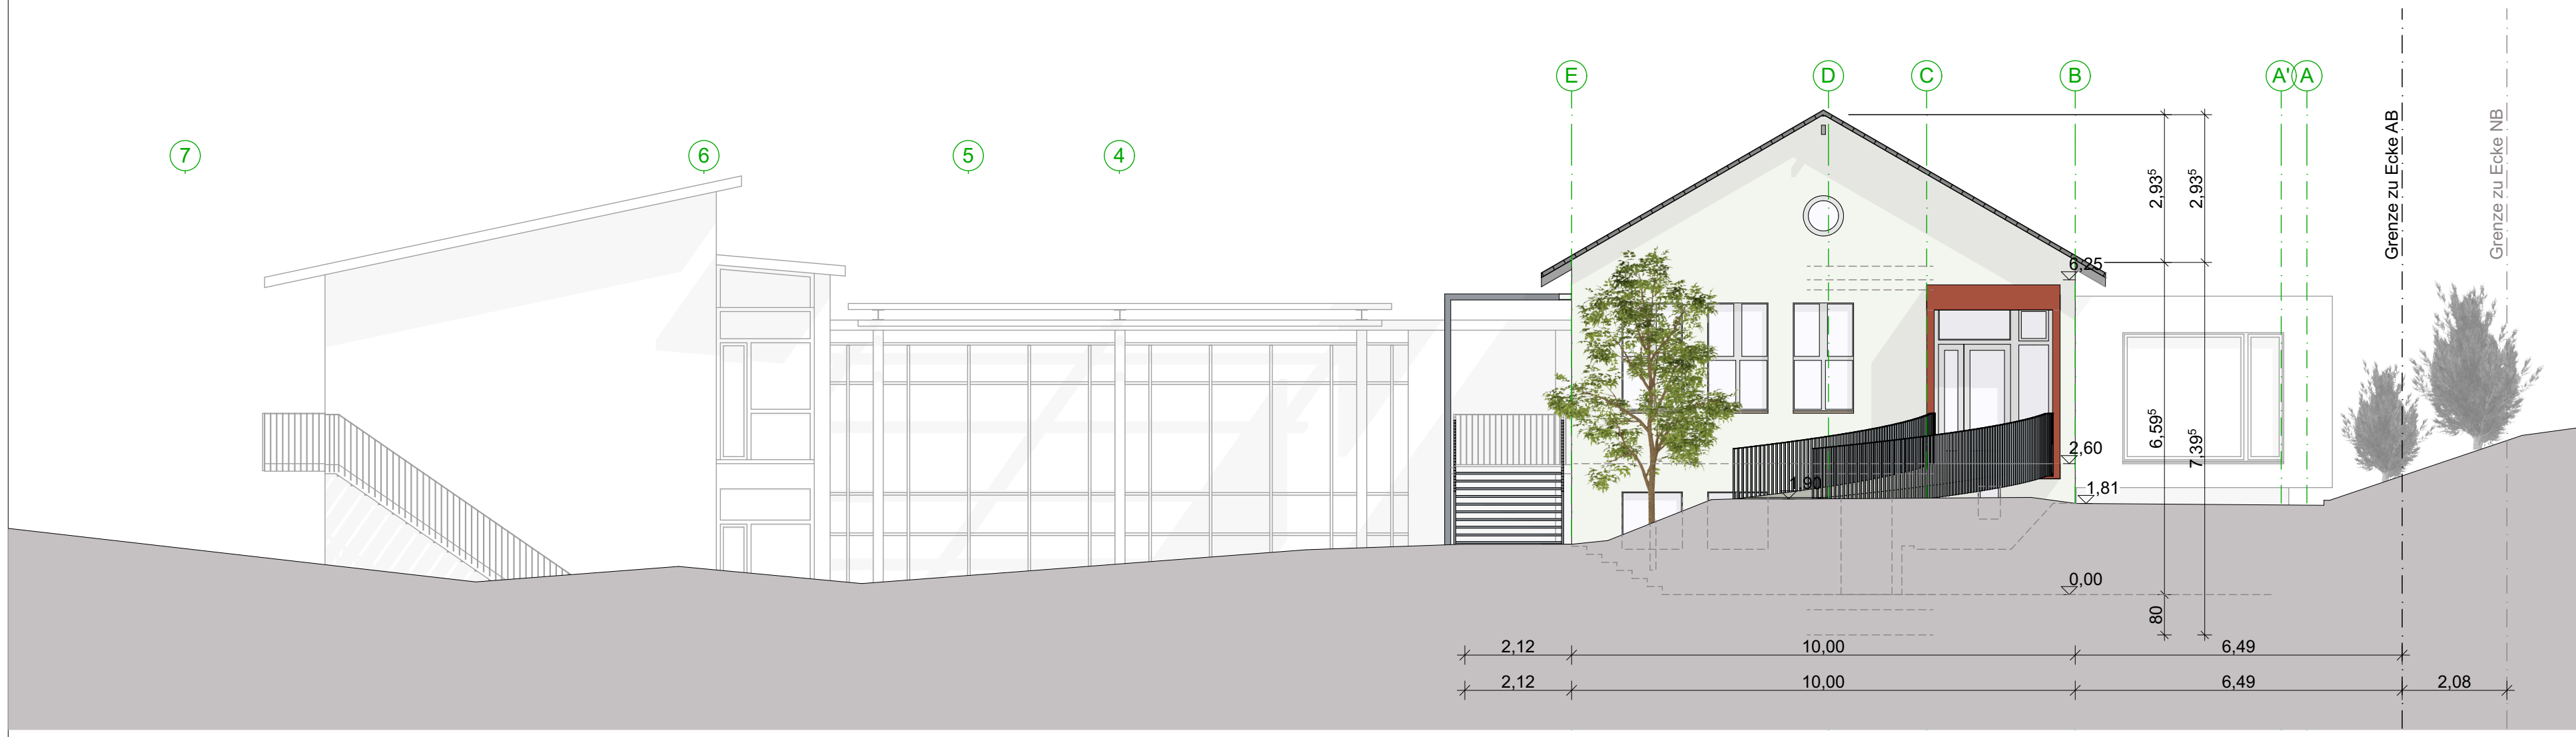 E
D
C
B
A'
A
7
6
5
4
Grenze zu Ecke AB
Grenze zu Ecke NB
2,93⁵
2,93⁵
6,25
6,59⁵
7,39⁵
2,60
1,90
1,81
0,00
80
2,12
10,00
6,49
2,12
10,00
6,49
2,08